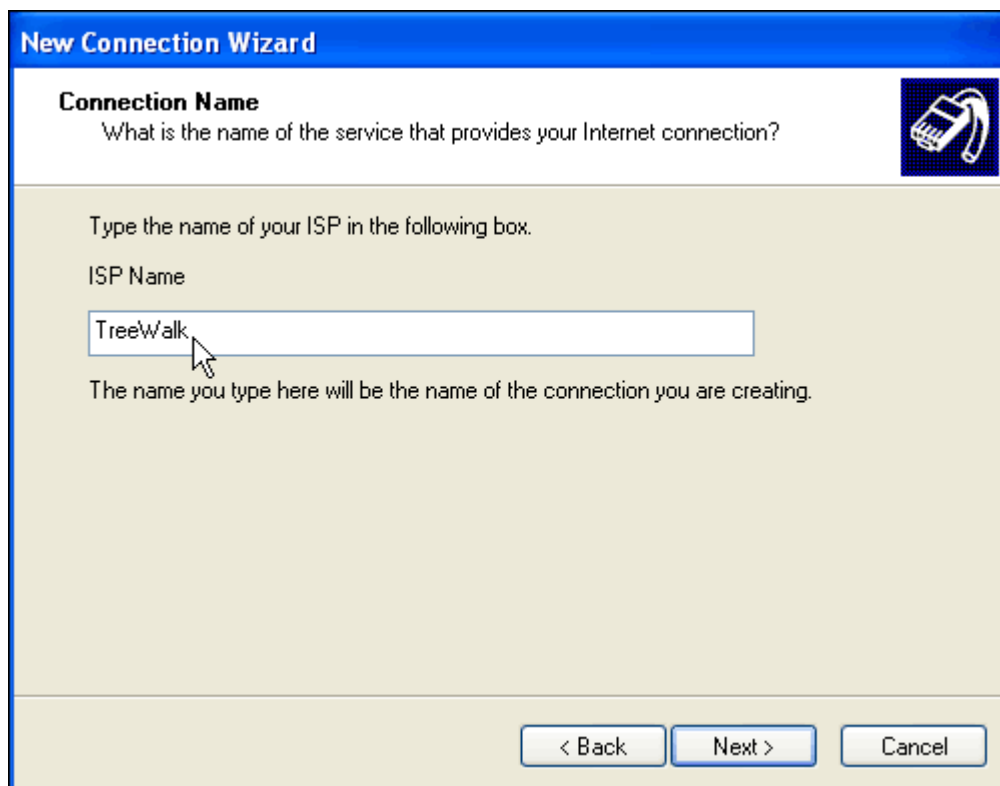 New Connection Wizard
Connection Name
What is the name of the service that provides your Internet connection?
Type the name of your ISP in the following box.
ISP Name
TreeWalk
The name you type here will be the name of the connection you are creating.
< Back Next > Cancel